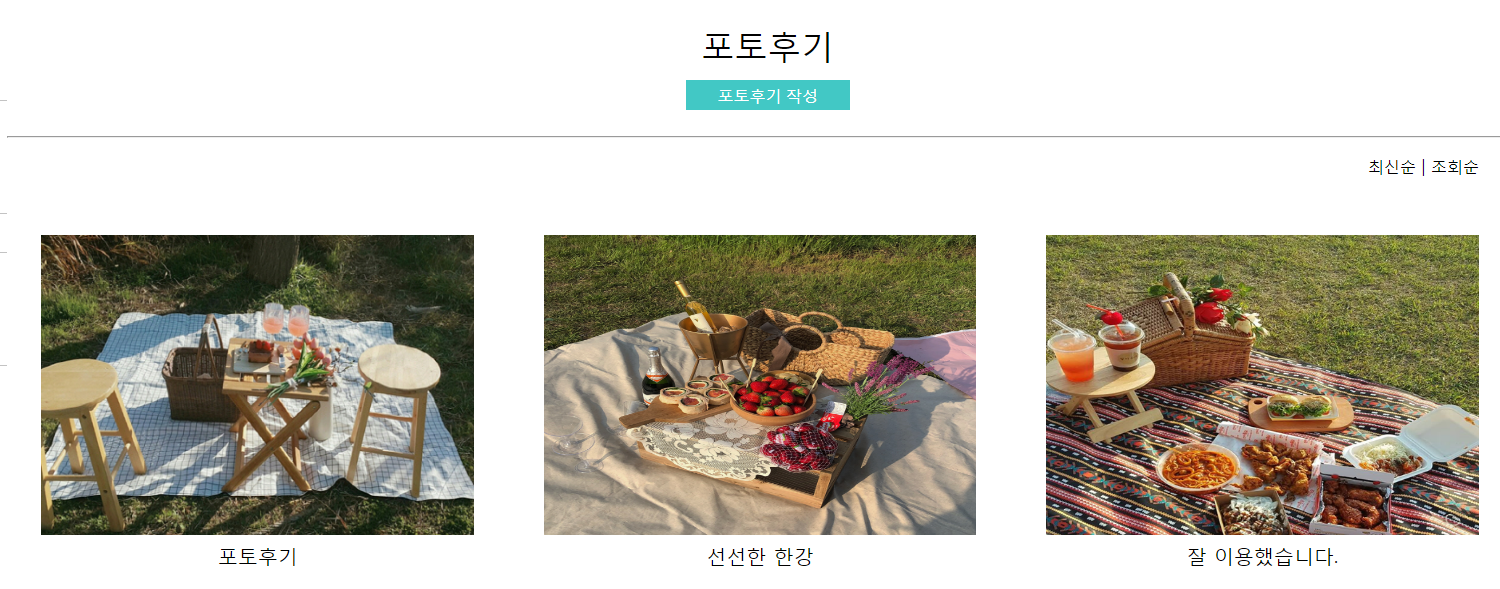 포토후기
포토후기 작성
최신순 | 조회순
포토후기
선선한 한강
잘 이용했습니다.